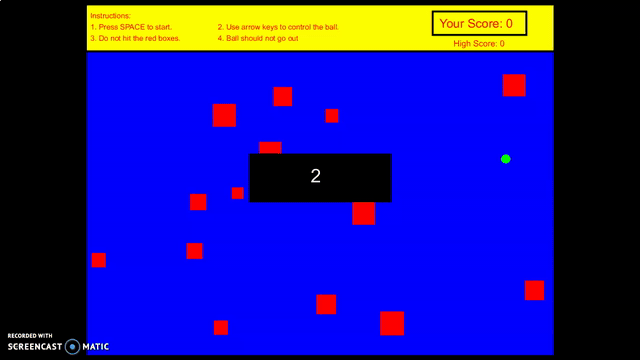 Instructions:
1. Press SPACE to start. 2. Use arrow keys to control the ball.
3. Do not hit the red boxes. 4. Ball should not go out
Your Score: 0
High Score: 0
2
RECORDED WITH
SCREENCAST MATIC